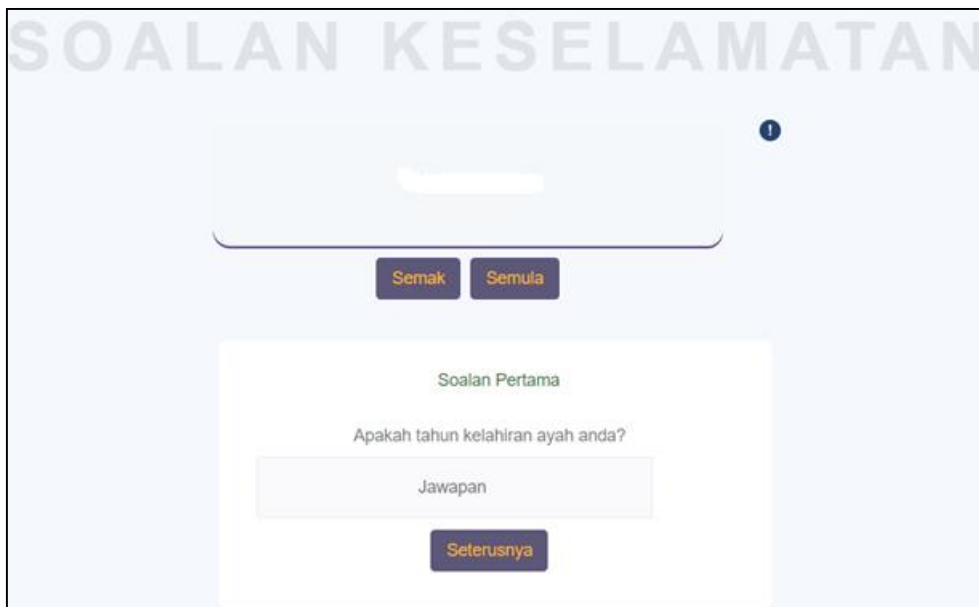 SOALAN KESELAMATAN
!
Semak Semula
Soalan Pertama
Apakah tahun kelahiran ayah anda?
Jawapan
Seterusnya